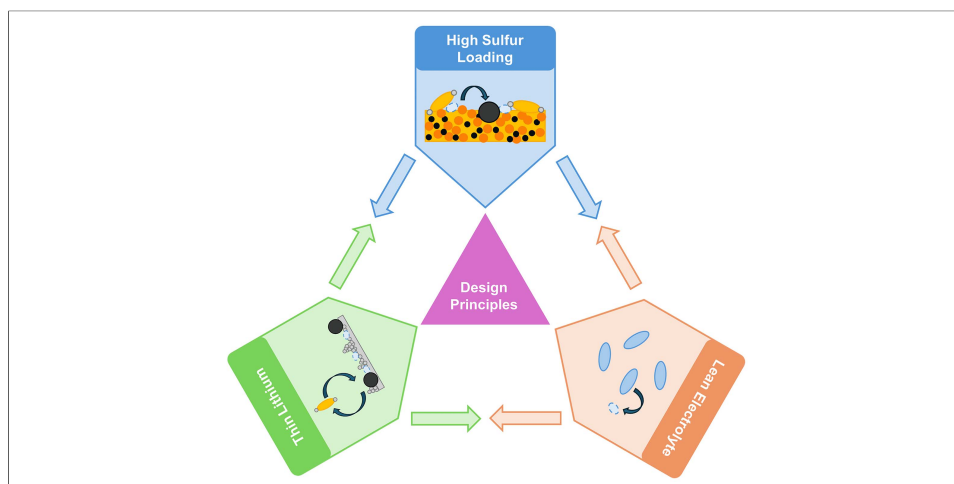 High Sulfur
Loading
Design
Principles
Thin Lithium
Lean Electrolyte